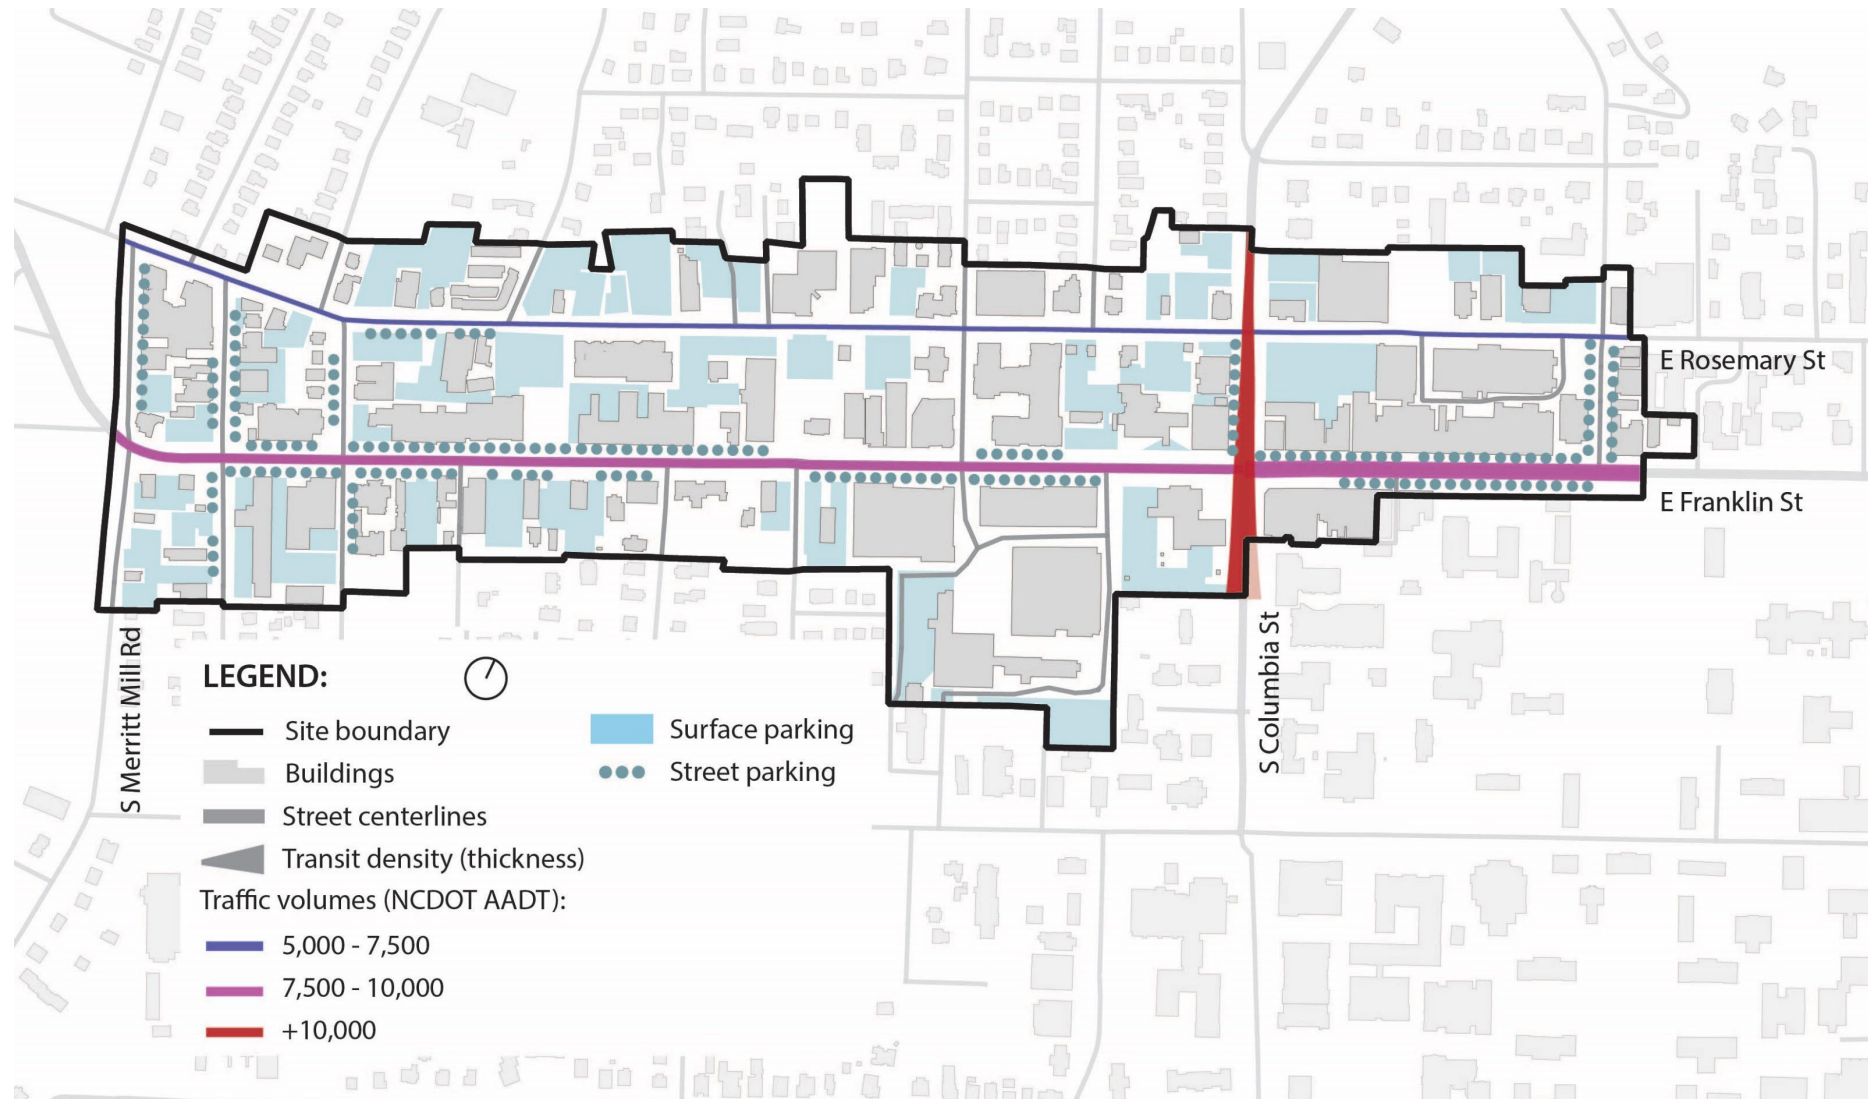 E Rosemary St
E Franklin St
S Merritt Mill Rd
S Columbia St
LEGEND:
Site boundary
Buildings
Street centerlines
Transit density (thickness)
Traffic volumes (NCDOT AADT):
5,000 - 7,500
7,500 - 10,000
+10,000
Surface parking
Street parking